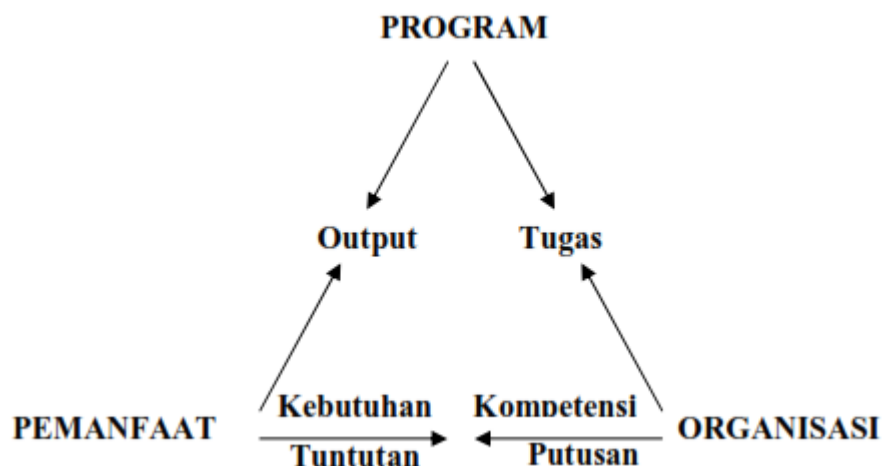 PROGRAM
Output Tugas
Kebutuhan Kompetensi
PEMANFAAT ORGANISASI
Tuntutan Putusan